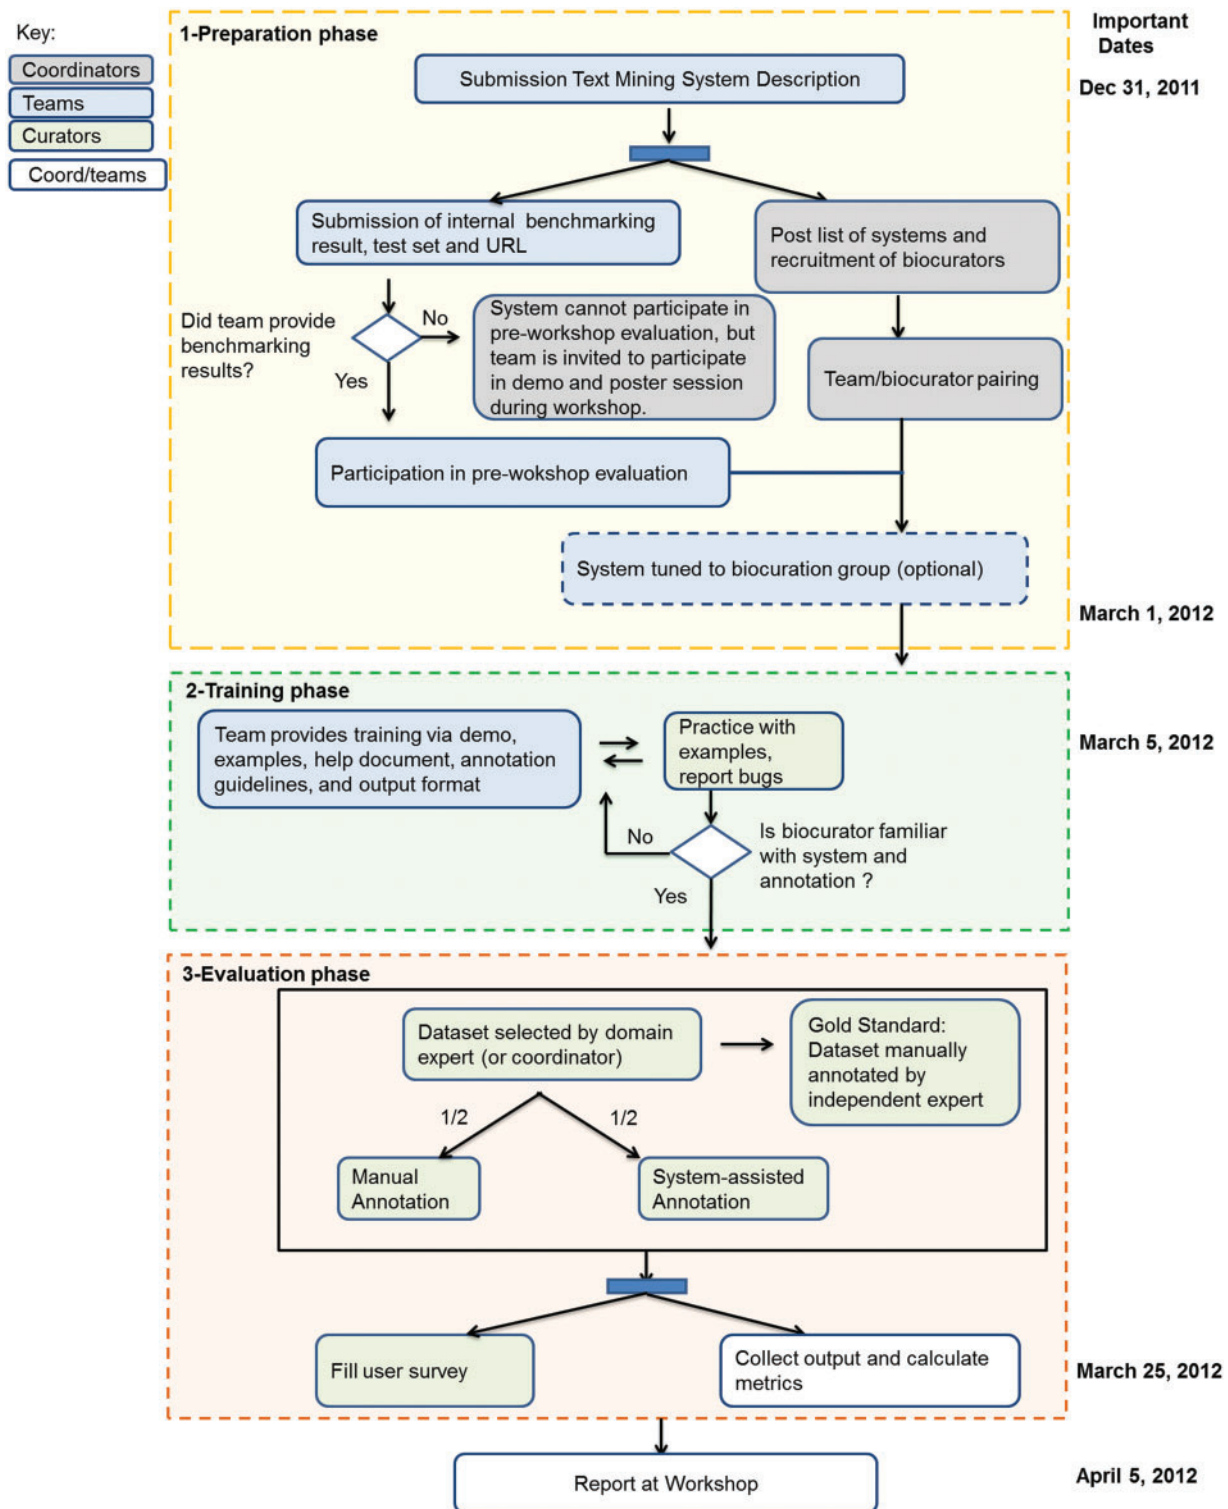 Key:
Coordinators
Teams
Curators
Coord/teams
Important
Dates
1-Preparation phase
Submission Text Mining System Description
Dec 31, 2011
Submission of internal benchmarking
result, test set and URL
Post list of systems and
recruitment of biocurators
Did team provide
benchmarking
results?
No
Yes
System cannot participate in
pre-workshop evaluation, but
team is invited to participate
in demo and poster session
during workshop.
Team/biocurator pairing
Participation in pre-wokshop evaluation
System tuned to biocuration group (optional)
March 1, 2012
2-Training phase
Team provides training via demo,
examples, help document, annotation
guidelines, and output format
Practice with
examples,
report bugs
March 5, 2012
No
Yes
Is biocurator familiar
with system and
annotation ?
3-Evaluation phase
Dataset selected by domain
expert (or coordinator)
Gold Standard:
Dataset manually
annotated by
independent expert
1/2
1/2
Manual
Annotation
System-assisted
Annotation
Fill user survey
Collect output and calculate
metrics
March 25, 2012
Report at Workshop
April 5, 2012